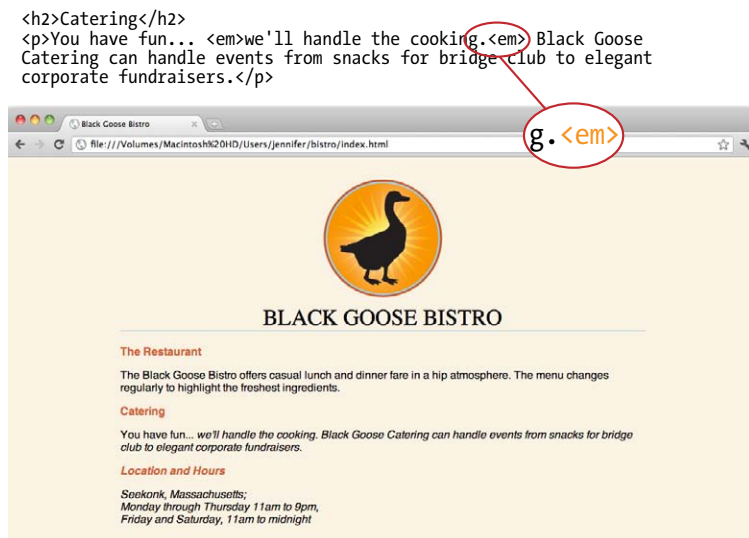 <h2>Catering</h2>
<p>You have fun... <em>we'll handle the cooking.<em> Black Goose
Catering can handle events from snacks for bridge club to elegant
corporate fundraisers.</p>
g.<em>
Black Goose Bistro
file:///Volumes/Macintosh%20HD/Users/jennifer/bistro/index.html
BLACK GOOSE BISTRO
The Restaurant
The Black Goose Bistro offers casual lunch and dinner fare in a hip atmosphere. The menu changes
regularly to highlight the freshest ingredients.
Catering
You have fun... we'll handle the cooking. Black Goose Catering can handle events from snacks for bridge
club to elegant corporate fundraisers.
Location and Hours
Seekonk, Massachusetts;
Monday through Thursday 11am to 9pm,
Friday and Saturday, 11am to midnight